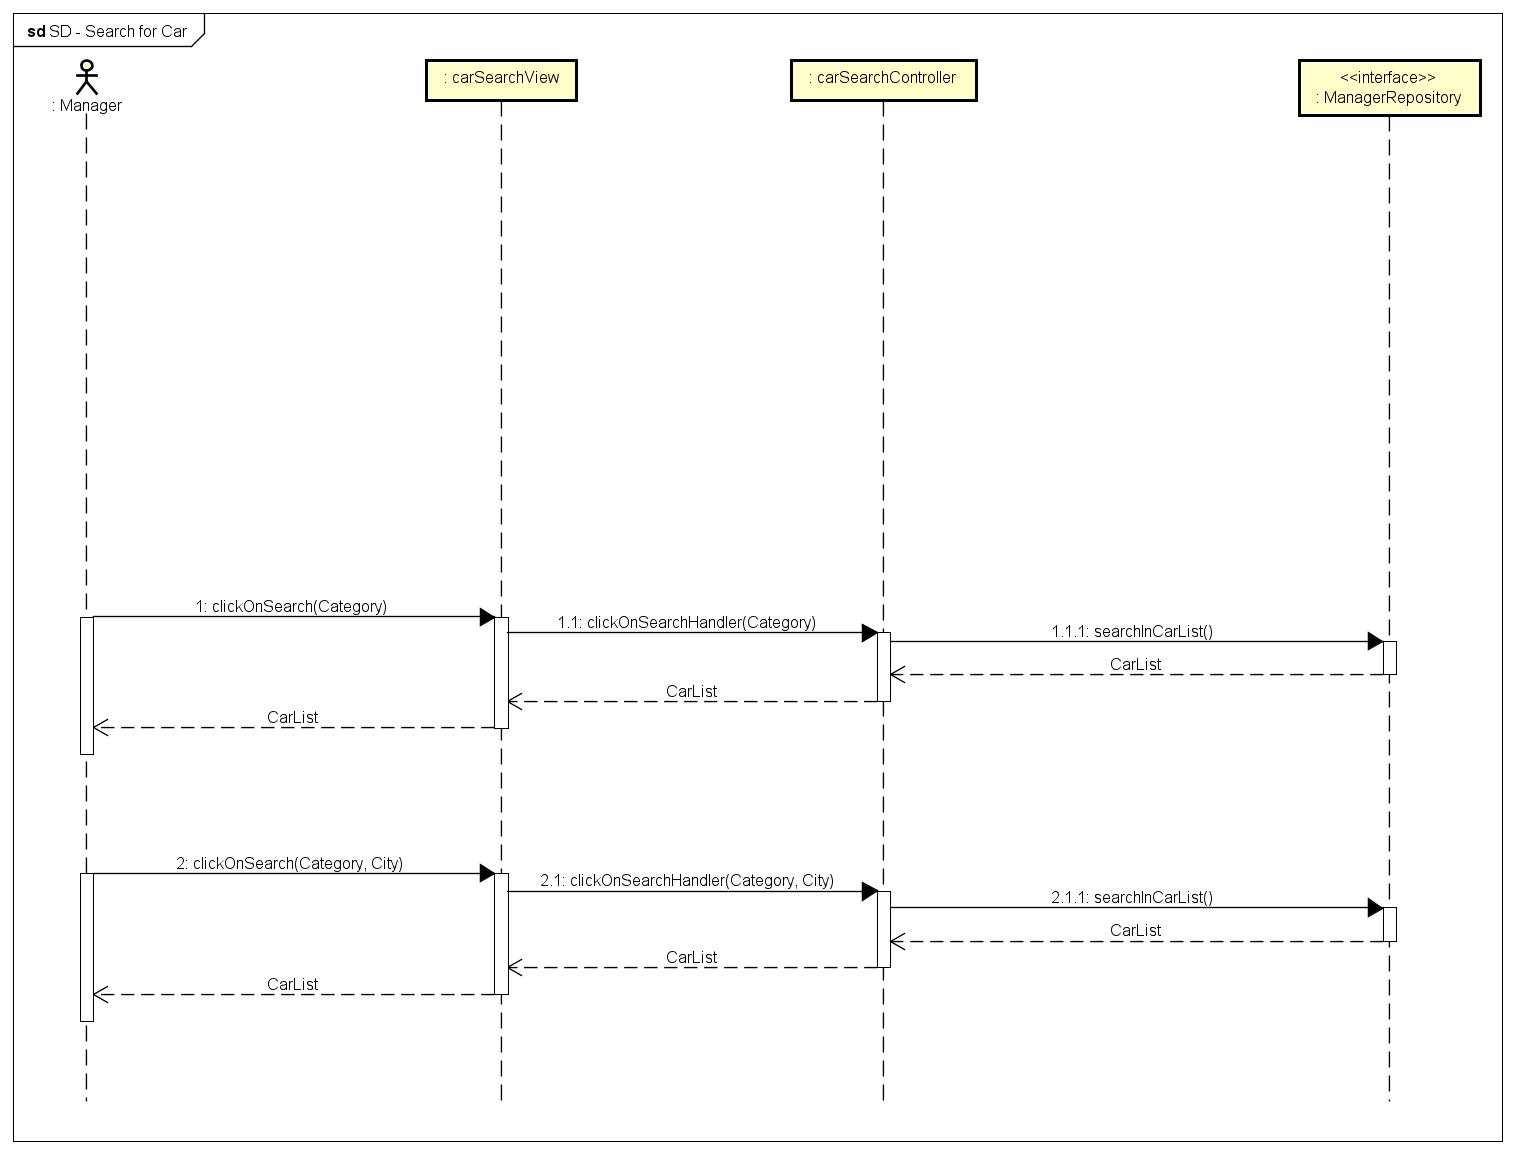 sd SD - Search for Car
: Manager
: carSearchView
: carSearchController
<<interface>>
: ManagerRepository
1: clickOnSearch(Category)
1.1: clickOnSearchHandler(Category)
1.1.1: searchInCarList()
CarList
CarList
CarList
2: clickOnSearch(Category, City)
2.1: clickOnSearchHandler(Category, City)
2.1.1: searchInCarList()
CarList
CarList
CarList